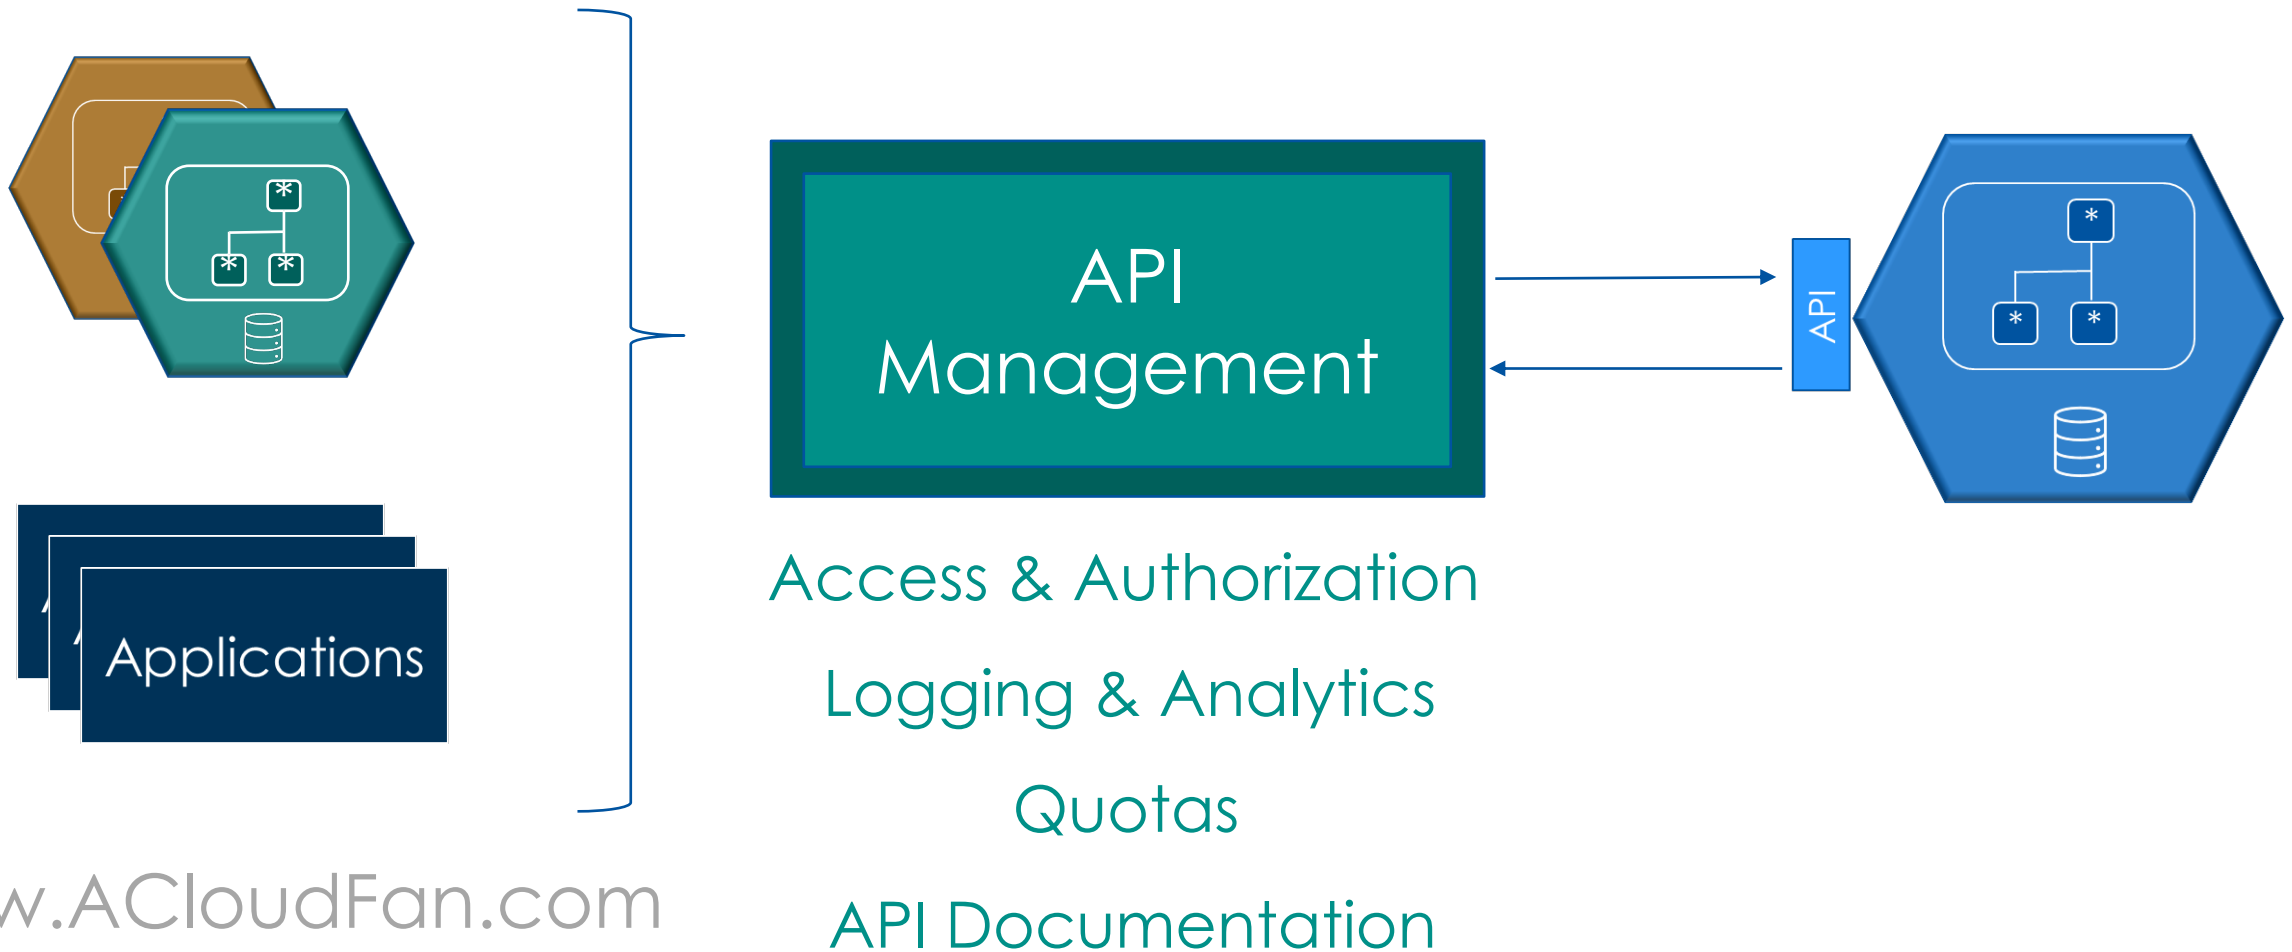 API
Management
API
Applications
Access & Authorization
Logging & Analytics
Quotas
API Documentation
w.ACloudFan.com